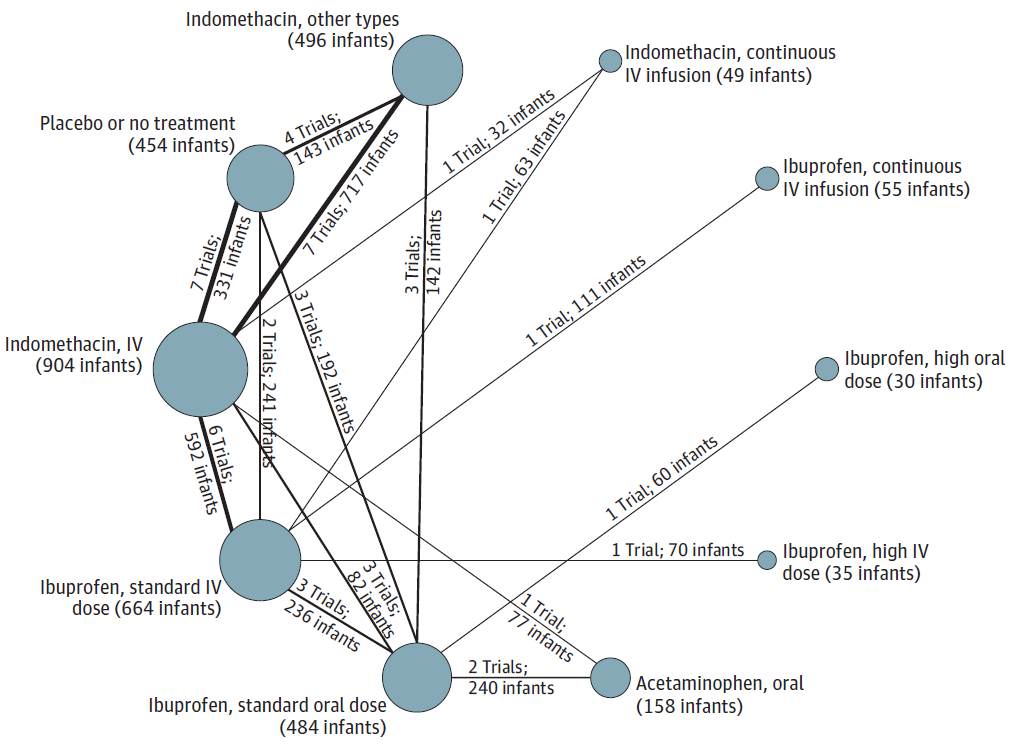 Indomethacin, other types
(496 infants)
Indomethacin, continuous
IV infusion (49 infants)
Placebo or no treatment
(454 infants)
4 Trials;
143 infants
1 Trial; 32 infants
7 Trials; 717 infants
1 Trial; 63 infants
Ibuprofen, continuous
IV infusion (55 infants)
7 Trials;
331 infants
3 Trials;
142 infants
1 Trial; 111 infants
3 Trials; 192 infants
2 Trials; 241 infants
Indomethacin, IV
(904 infants)
Ibuprofen, high oral
dose (30 infants)
6 Trials;
592 infants
1 Trial; 60 infants
1 Trial; 70 infants
Ibuprofen, high IV
dose (35 infants)
Ibuprofen, standard IV
dose (664 infants)
3 Trials;
236 infants
3 Trials;
82 infants
1 Trial;
77 infants
2 Trials;
240 infants
Acetaminophen, oral
(158 infants)
Ibuprofen, standard oral dose
(484 infants)